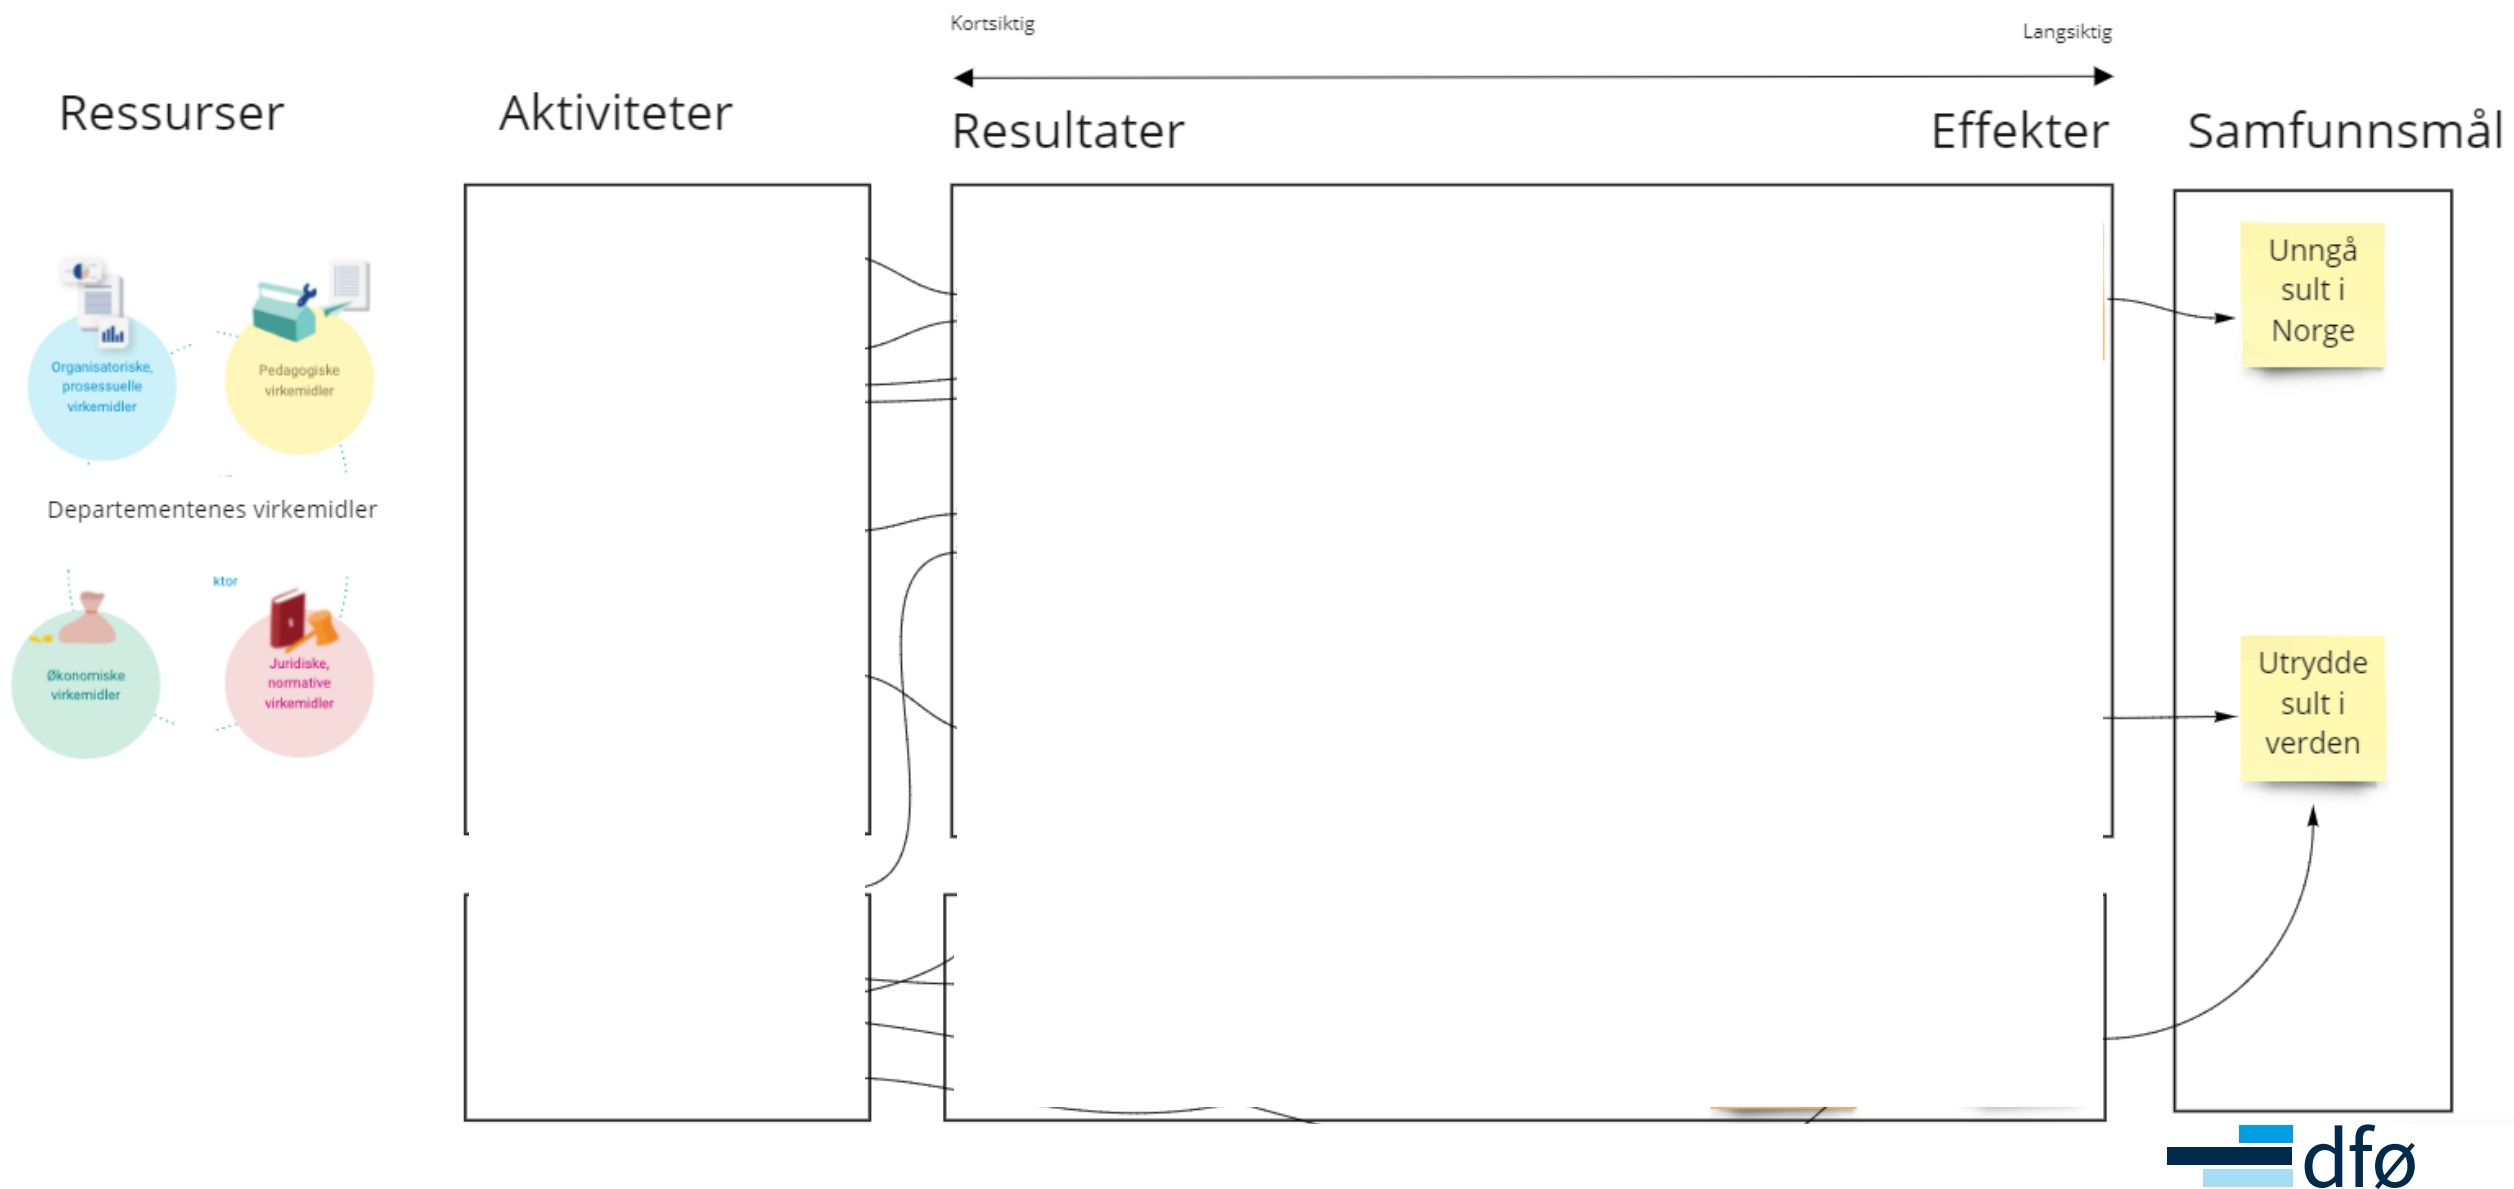 Kortsiktig
Langsiktig
Ressurser
Aktiviteter
Resultater
Effekter
Samfunnsmål
Organisatoriske,
prosessuelle
virkemidler
Pedagogiske
virkemidler
Departementenes virkemidler
ktor
Økonomiske
virkemidler
Juridiske,
normative
virkemidler
Unngå
sult i
Norge
Utrydde
sult i
verden
dfø